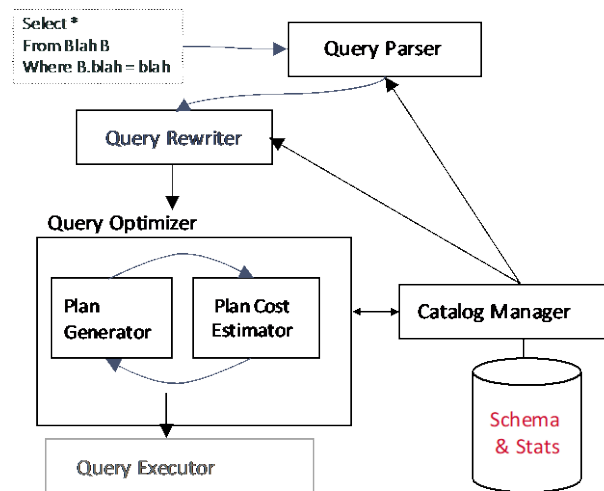 Select *
From Blah B
Where B.blah = blah
Query Parser
Query Rewriter
Query Optimizer
Plan
Generator
Plan Cost
Estimator
Catalog Manager
Schema
& Stats
Query Executor